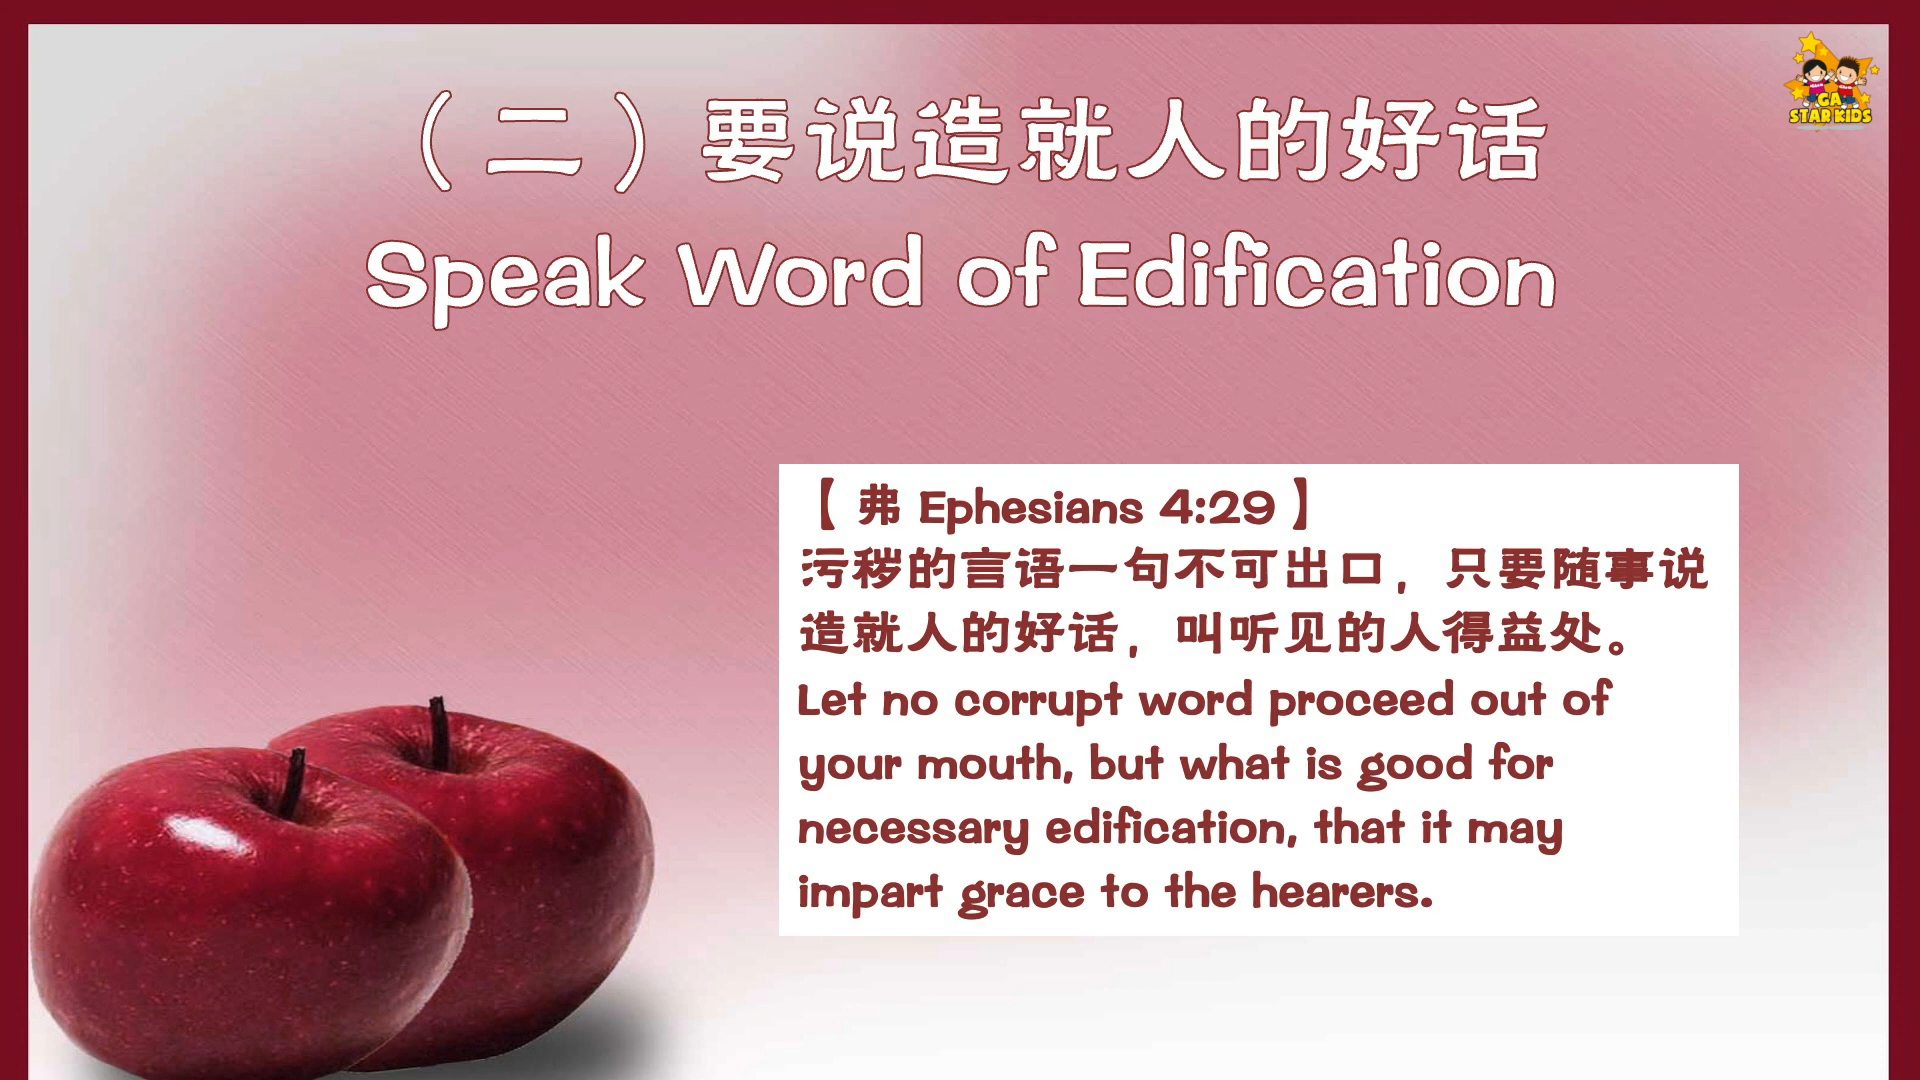 （二）要说造就人的好话
Speak Word of Edification
GA
STAR KIDS
【 弗 Ephesians 4:29 】
污秽的言语一句不可出口，只要随事说
造就人的好话，叫听见的人得益处。
Let no corrupt word proceed out of
your mouth, but what is good for
necessary edification, that it may
impart grace to the hearers.